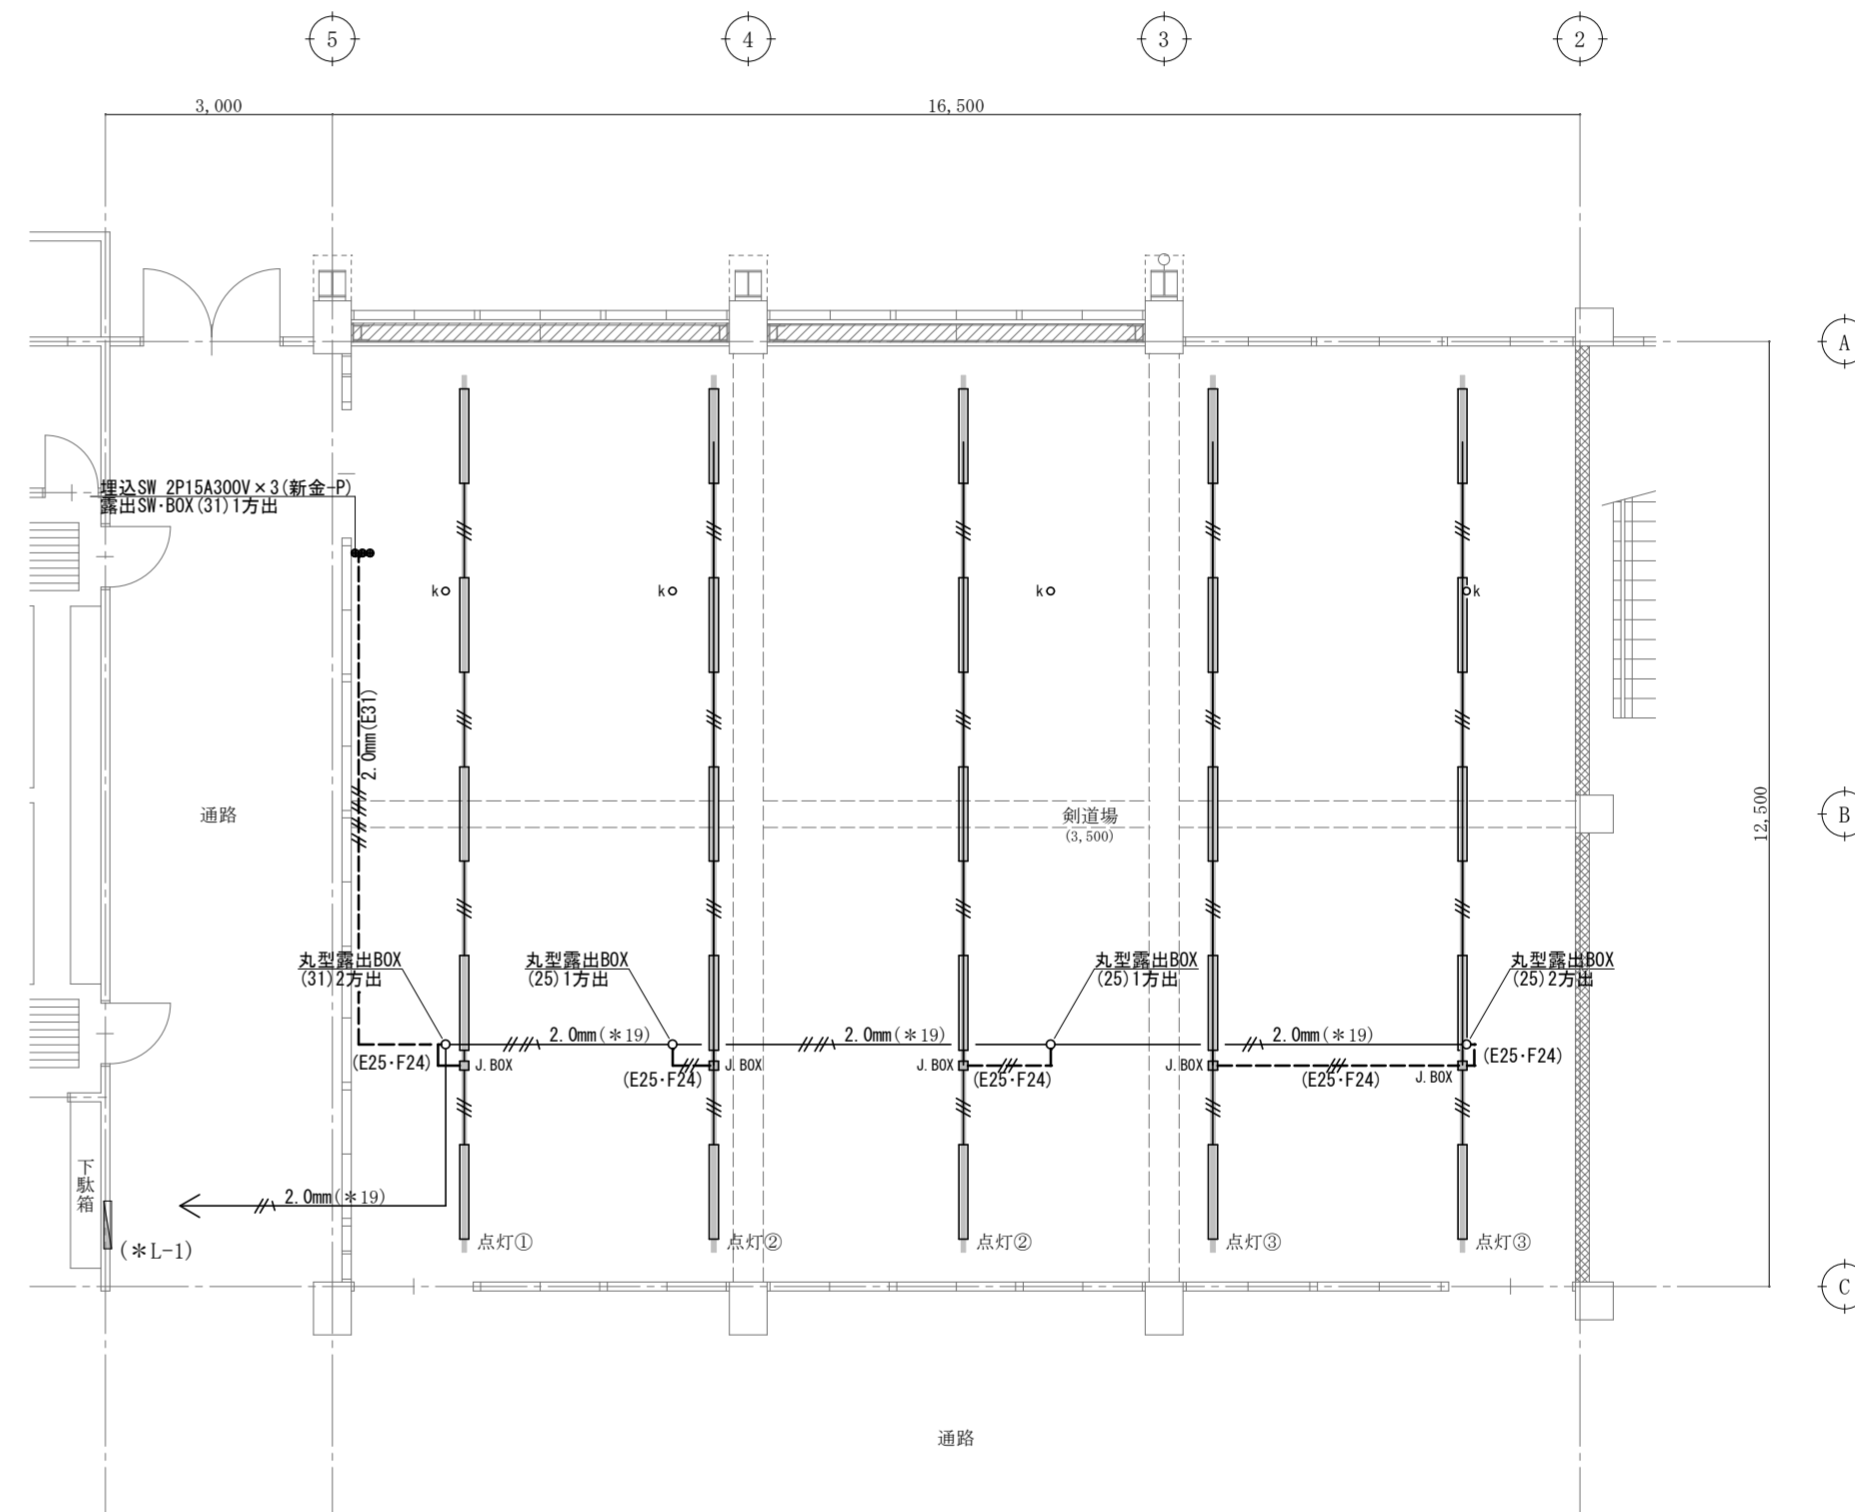 5
4
3
2
3,000
16,500
A
埋込SW 2P15A300V×3(新金-P)
露出SW・BOX(31)1方出
k
k
k
k
2.0mm(E31)
通路
剣道場
(3,500)
12,500
B
丸型露出BOX
(31)2方出
丸型露出BOX
(25)1方出
丸型露出BOX
(25)1方出
丸型露出BOX
(25)2方出
2.0mm(＊19)
2.0mm(＊19)
2.0mm(＊19)
(E25・F24)
J.BOX
(E25・F24)
J.BOX
J.BOX
(E25・F24)
J.BOX
(E25・F24)
J.BOX
(E25・F24)
下駄箱
2.0mm(＊19)
(＊L-1)
点灯①
点灯②
点灯②
点灯③
点灯③
C
通路